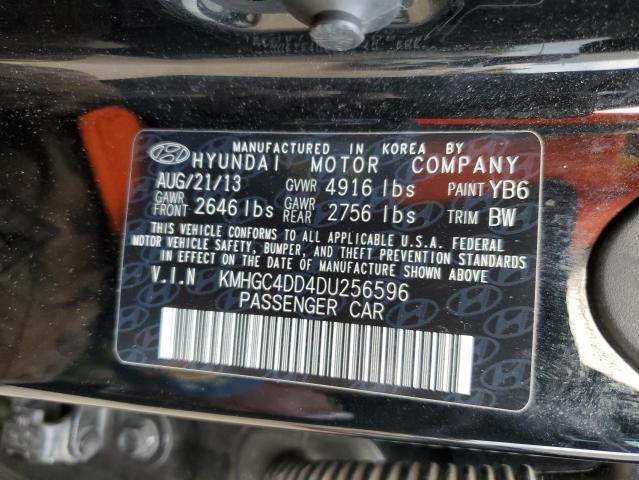 MANUFACTURED IN KOREA BY
HYUNDAI MOTOR COMPANY
AUG/21/13 GVWR 4916 lbs PAINT YB6
GAWR FRONT 2646 lbs GAWR REAR 2756 lbs TRIM BW
THIS VEHICLE CONFORMS TO ALL APPLICABLE U.S.A. FEDERAL
MOTOR VEHICLE SAFETY, BUMPER, AND THEFT PREVENTION STANDARDS
IN EFFECT ON THE DATE OF MANUFACTURE SHOWN ABOVE.
V.I.N KMHGC4DD4DU256596
PASSENGER CAR